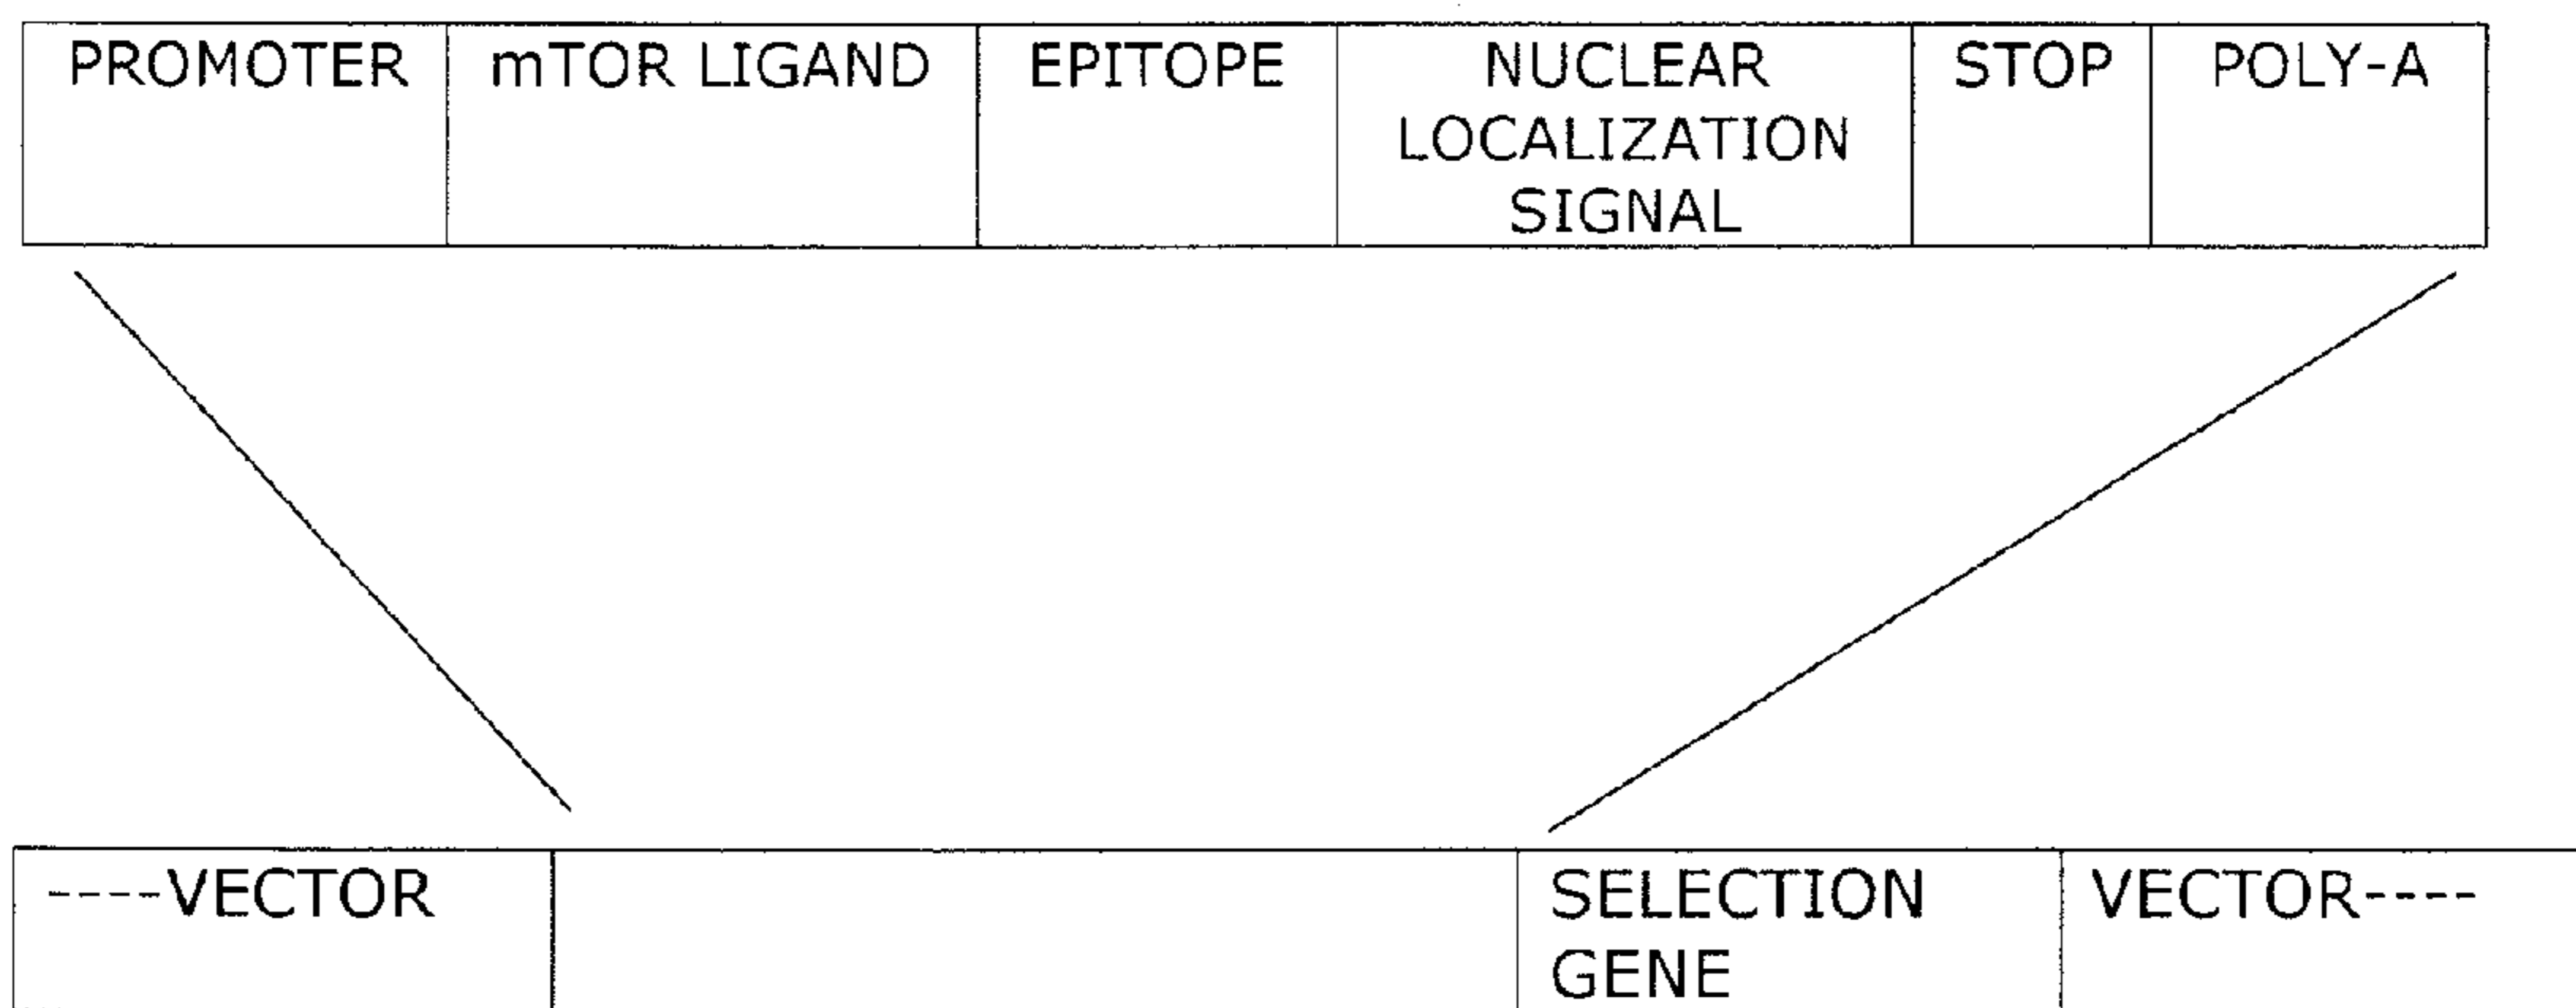 PROMOTER
mTOR LIGAND
EPITOPE
NUCLEAR
LOCALIZATION
SIGNAL
STOP
POLY-A
----VECTOR
SELECTION
GENE
VECTOR----